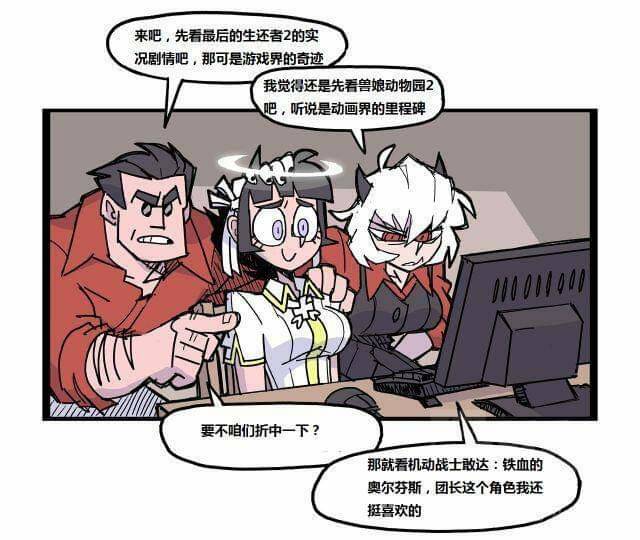 来吧，先看最后的生还者2的实
况剧情吧，那可是游戏界的奇迹
我觉得还是先看兽娘动物园2
吧，听说是动画界的里程碑
要不咱们折中一下？
那就看机动战士敢达：铁血的
奥尔芬斯，团长这个角色我还
挺喜欢的